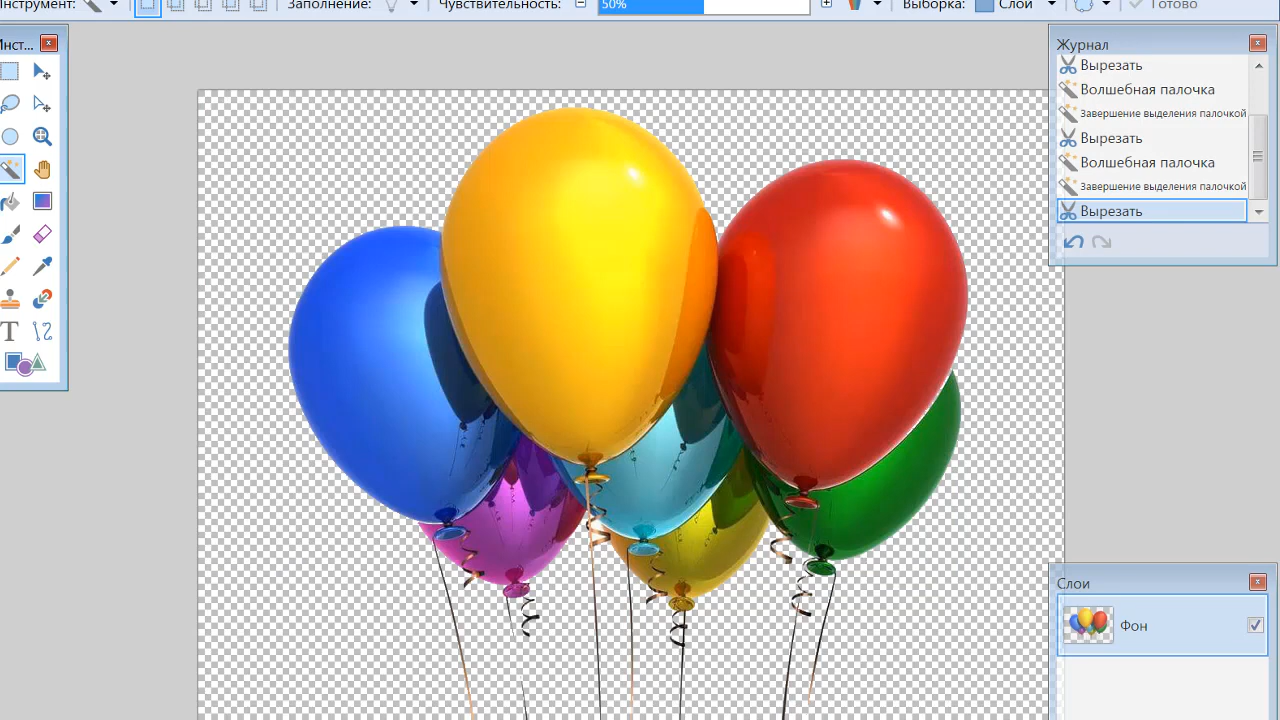 нструмент:
Заполнение:
Чувствительность:
50%
Выборка:
Слои
Готово
Инст...
Журнал
Вырезать
Волшебная палочка
Завершение выделения палочкой
Вырезать
Волшебная палочка
Завершение выделения палочкой
Вырезать
T
Слои
Фон